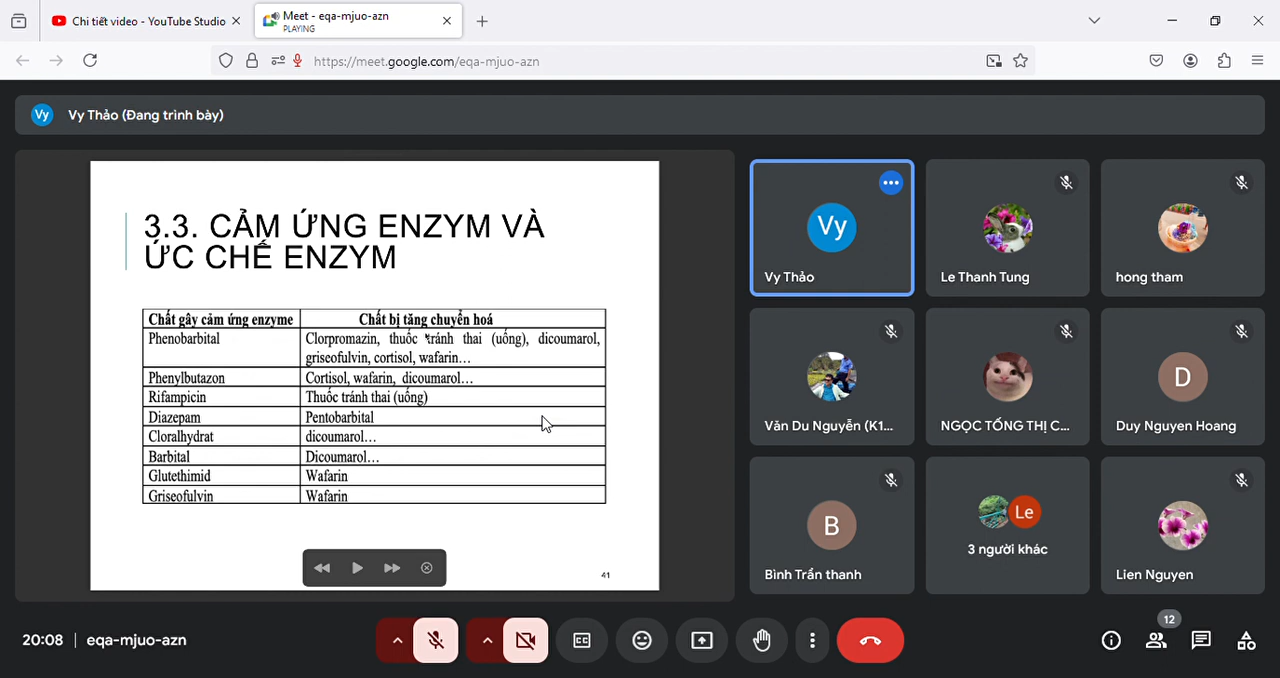 Chi tiết video - YouTube Studio
Meet - eqa-mjuo-azn
PLAYING
https://meet.google.com/eqa-mjuo-azn
Vy
Vy Thảo (Đang trình bày)
3.3. CẢM ỨNG ENZYM VÀ
ỨC CHẾ ENZYM
Chất gây cảm ứng enzyme
Chất bị tăng chuyển hoá
Phenobarbital
Clorpromazin, thuốc tránh thai (uống), dicoumarol,
griseofulvin, cortisol, wafarin…
Phenylbutazon
Cortisol, wafarin, dicoumarol…
Rifampicin
Thuốc tránh thai (uống)
Diazepam
Pentobarbital
Cloralhydrat
dicoumarol…
Barbital
Dicoumarol…
Glutethimid
Wafarin
Griseofulvin
Wafarin
41
Vy
Vy Thảo
Le Thanh Tung
hong tham
Văn Du Nguyễn (K1...
NGỌC TỐNG THỊ C...
D
Duy Nguyen Hoang
B
Bình Trần thanh
Le
3 người khác
Lien Nguyen
20:08
eqa-mjuo-azn
12